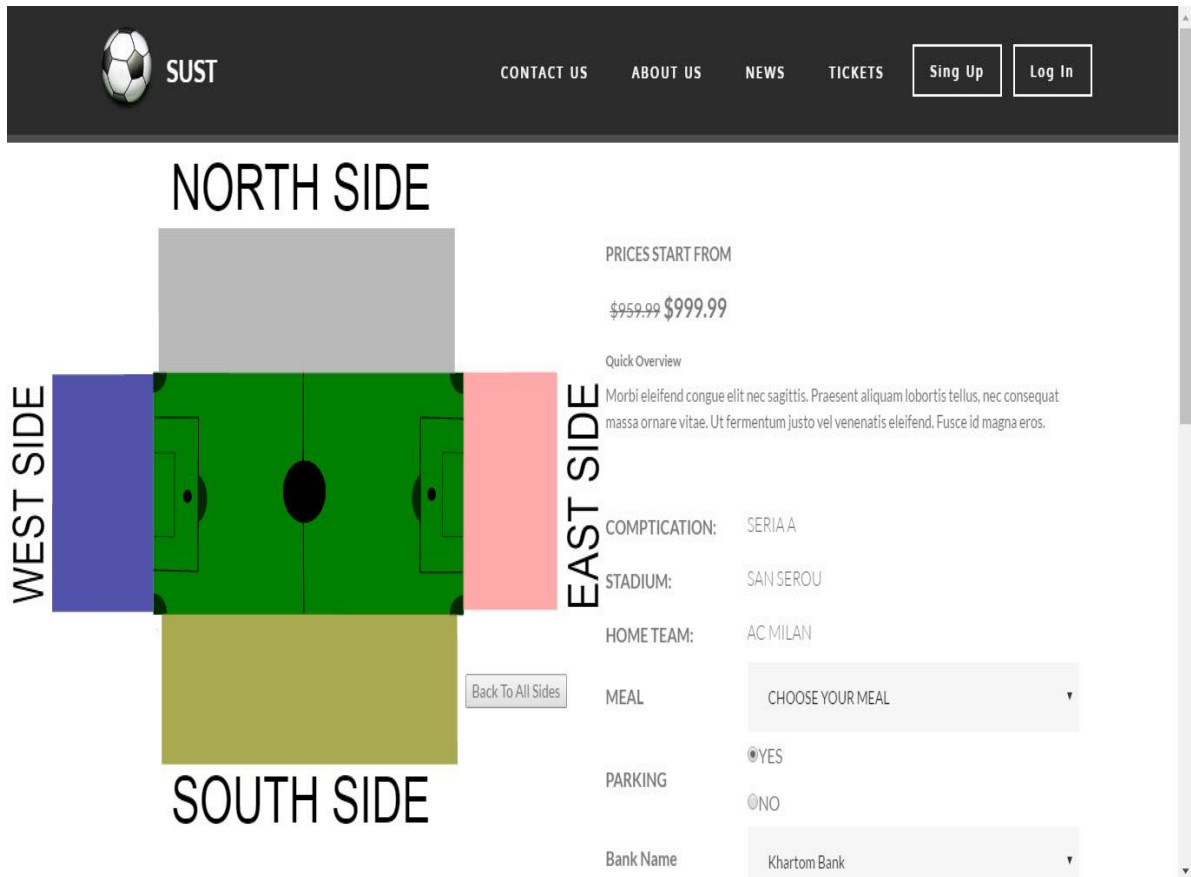 SUST
CONTACT US
ABOUT US
NEWS
TICKETS
Sing Up
Log In
NORTH SIDE
WEST SIDE
EAST SIDE
SOUTH SIDE
Back To All Sides
PRICES START FROM
$959.99 $999.99
Quick Overview
Morbi eleifend congue elit nec sagittis. Praesent aliquam lobortis tellus, nec consequat
massa ornare vitae. Ut fermentum justo vel venenatis eleifend. Fusce id magna eros.
COMPTICATION: SERIA A
STADIUM: SAN SEROU
HOME TEAM: AC MILAN
MEAL CHOOSE YOUR MEAL
PARKING
YES
NO
Bank Name Khartom Bank